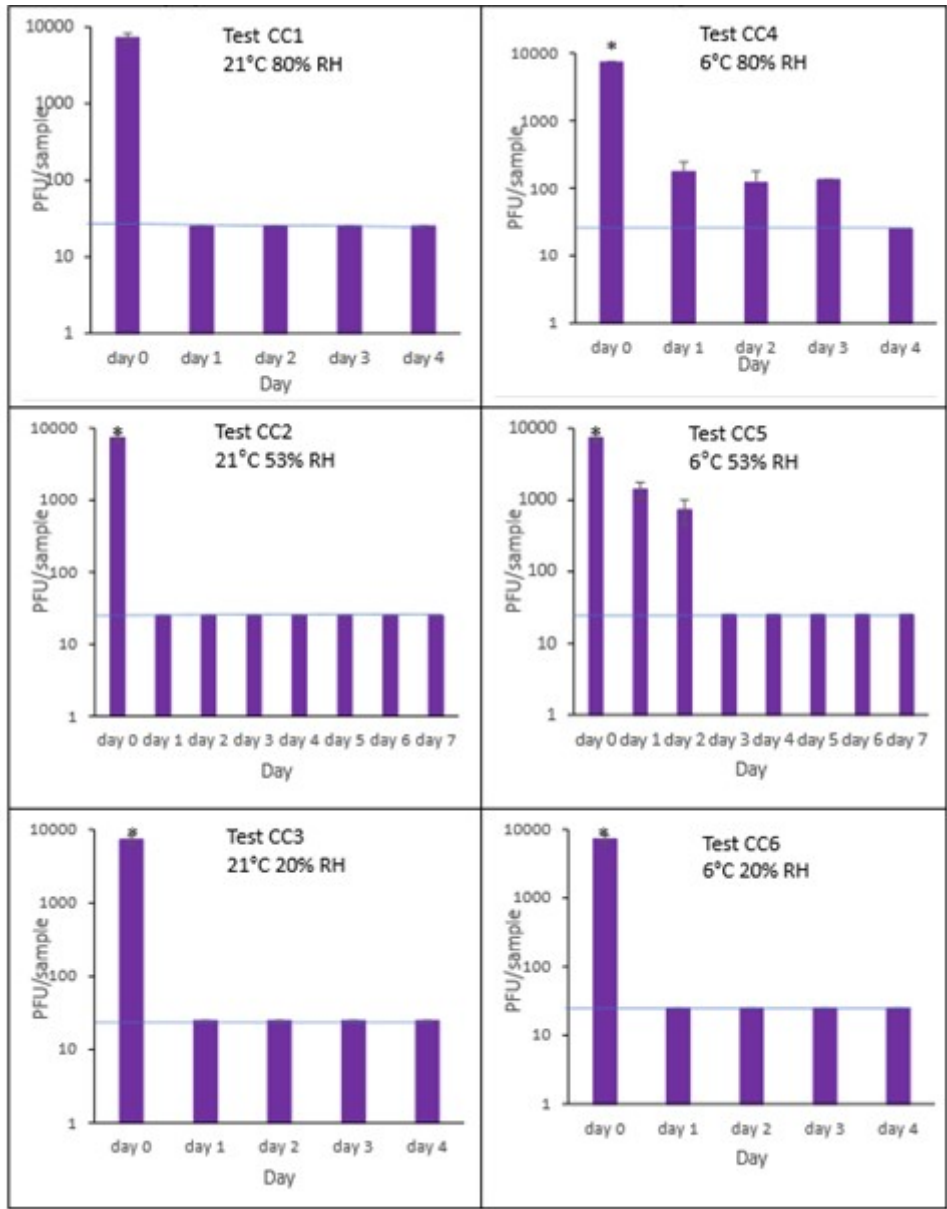 Test CC1
21°C 80% RH
10000
1000
100
10
1
PFU/sample
day 0 day 1 day 2 day 3 day 4
Day
Test CC4
6°C 80% RH
*
10000
1000
100
10
1
PFU/sample
day 0 day 1 day 2 day 3 day 4
Day
Test CC2
21°C 53% RH
*
10000
1000
100
10
1
PFU/sample
day 0 day 1 day 2 day 3 day 4 day 5 day 6 day 7
Day
Test CC5
6°C 53% RH
*
10000
1000
100
10
1
PFU/sample
day 0 day 1 day 2 day 3 day 4 day 5 day 6 day 7
Day
Test CC3
21°C 20% RH
*
10000
1000
100
10
1
PFU/sample
day 0 day 1 day 2 day 3 day 4
Day
Test CC6
6°C 20% RH
*
10000
1000
100
10
1
PFU/sample
day 0 day 1 day 2 day 3 day 4
Day